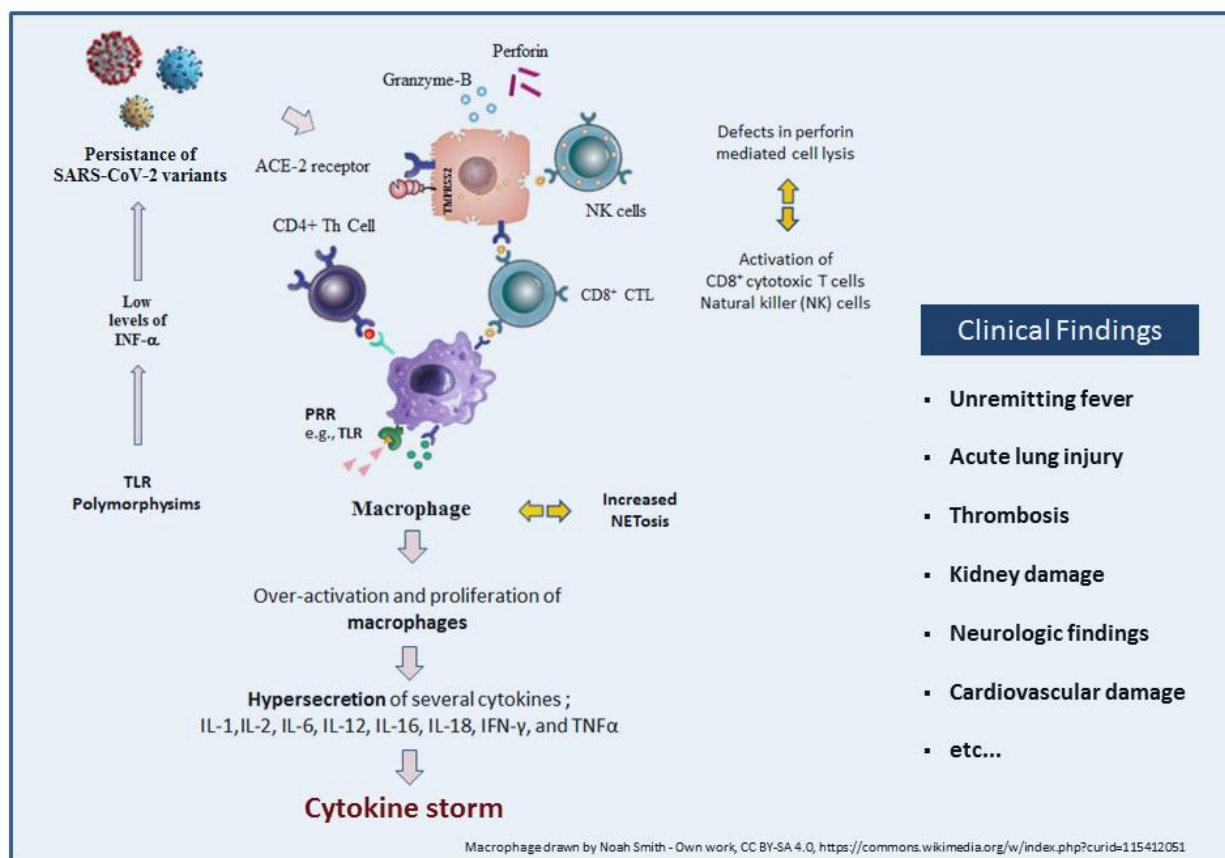 Perforin
Granzyme-B
Persistance of
SARS-CoV-2 variants
ACE-2 receptor
TMPRSS2
NK cells
Defects in perforin
mediated cell lysis
CD4+ Th Cell
Activation of
CD8⁺ cytotoxic T cells
Natural killer (NK) cells
CD8⁺ CTL
Low
levels of
INF-α
Clinical Findings
▪ Unremitting fever
▪ Acute lung injury
▪ Thrombosis
▪ Kidney damage
▪ Neurologic findings
▪ Cardiovascular damage
▪ etc...
PRR
e.g., TLR
TLR
Polymorphysims
Macrophage
Increased
NETosis
Over-activation and proliferation of
macrophages
Hypersecretion of several cytokines ;
IL-1,IL-2, IL-6, IL-12, IL-16, IL-18, IFN-γ, and TNFα
Cytokine storm
Macrophage drawn by Noah Smith - Own work, CC BY-SA 4.0, https://commons.wikimedia.org/w/index.php?curid=115412051